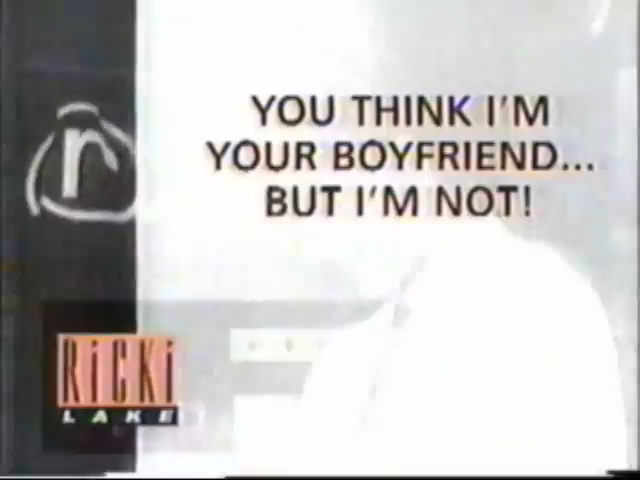 YOU THINK I'M
YOUR BOYFRIEND...
BUT I'M NOT!
r
RiCKi
LAKE